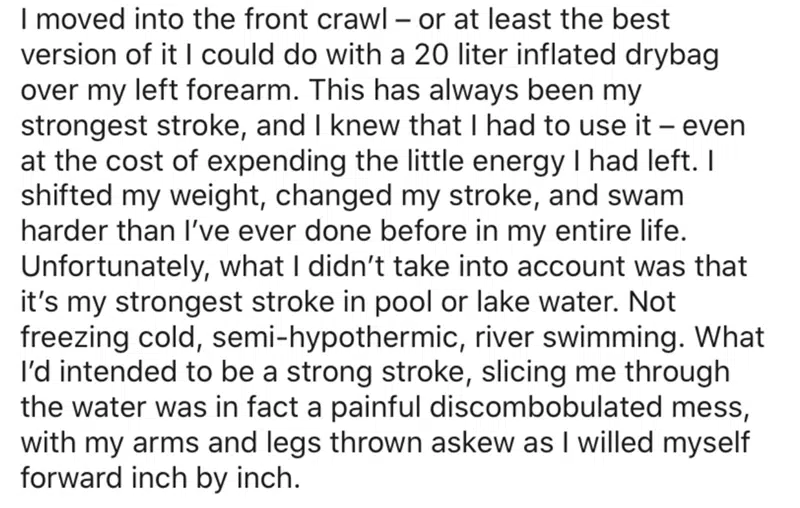 I moved into the front crawl – or at least the best
version of it I could do with a 20 liter inflated drybag
over my left forearm. This has always been my
strongest stroke, and I knew that I had to use it – even
at the cost of expending the little energy I had left. I
shifted my weight, changed my stroke, and swam
harder than I’ve ever done before in my entire life.
Unfortunately, what I didn’t take into account was that
it’s my strongest stroke in pool or lake water. Not
freezing cold, semi-hypothermic, river swimming. What
I’d intended to be a strong stroke, slicing me through
the water was in fact a painful discombobulated mess,
with my arms and legs thrown askew as I willed myself
forward inch by inch.